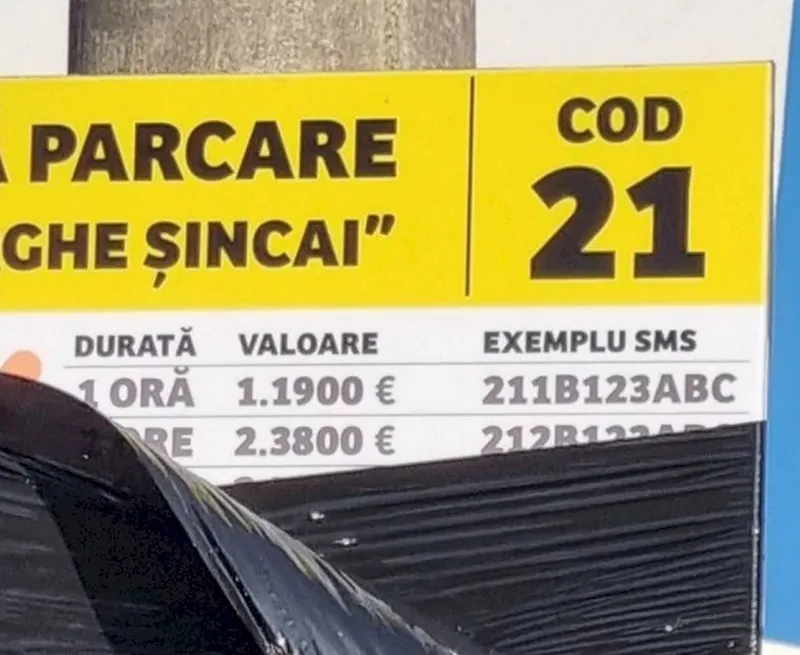 PARCARE
GHE ȘINCAI”
COD
21
DURATĂ VALOARE EXEMPLU SMS
1 ORĂ 1.1900 € 211B123ABC
2.3800 €